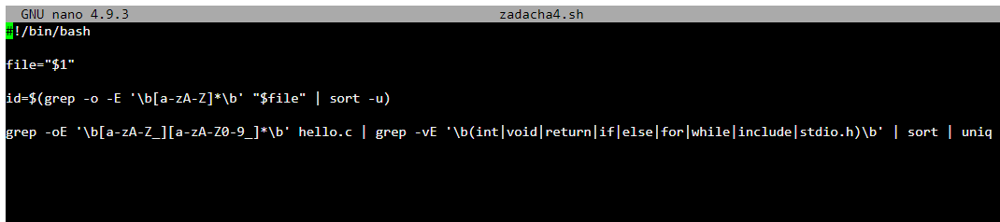 GNU nano 4.9.3 zadacha4.sh
#!/bin/bash
file="$1"
id=$(grep -o -E '\b[a-zA-Z]*\b' "$file" | sort -u)
grep -oE '\b[a-zA-Z_][a-zA-Z0-9_]*\b' hello.c | grep -vE '\b(int|void|return|if|else|for|while|include|stdio.h)\b' | sort | uniq